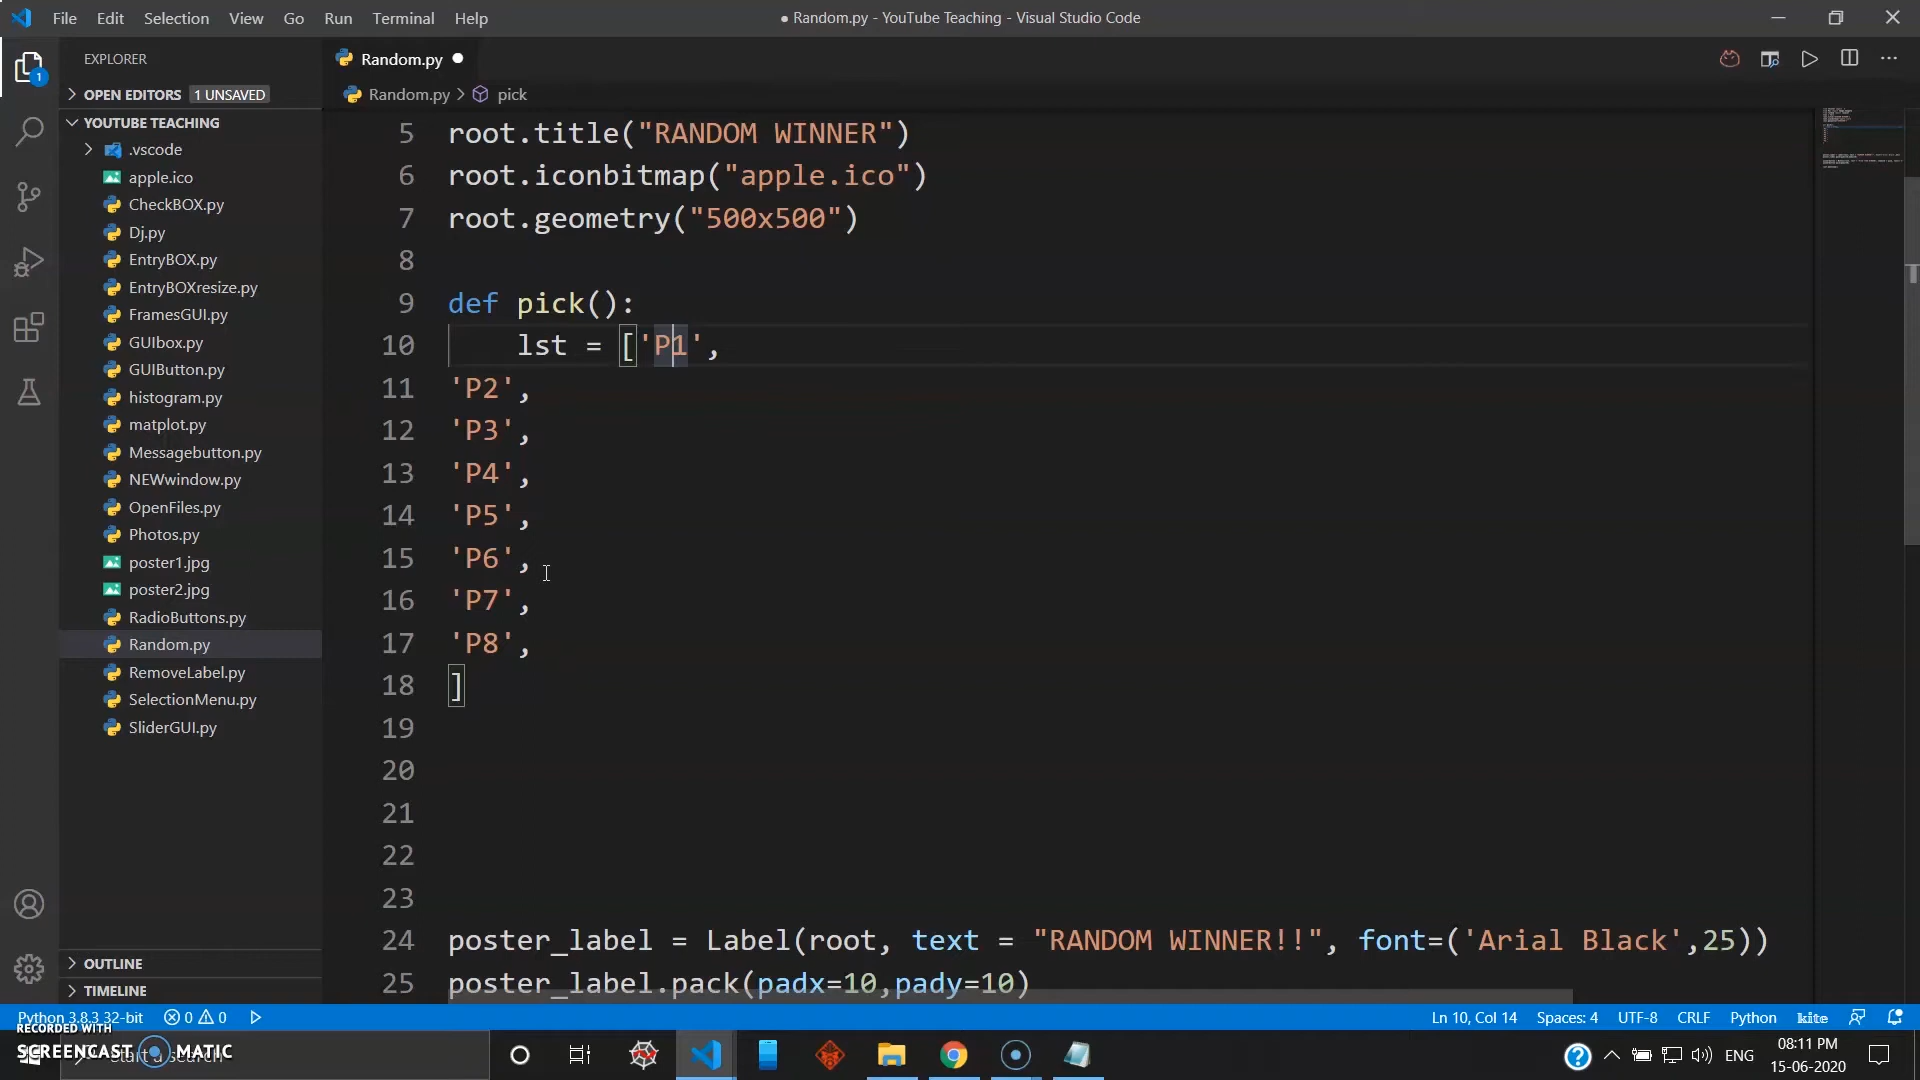 File Edit Selection View Go Run Terminal Help
● Random.py - YouTube Teaching - Visual Studio Code
EXPLORER
Random.py
OPEN EDITORS 1 UNSAVED
Random.py > pick
YOUTUBE TEACHING
.vscode
apple.ico
CheckBOX.py
Dj.py
EntryBOX.py
EntryBOXresize.py
FramesGUI.py
GUIbox.py
GUIButton.py
histogram.py
matplot.py
Messagebutton.py
NEWwindow.py
OpenFiles.py
Photos.py
poster1.jpg
poster2.jpg
RadioButtons.py
Random.py
RemoveLabel.py
SelectionMenu.py
SliderGUI.py
OUTLINE
TIMELINE
1
5 root.title("RANDOM WINNER")
6 root.iconbitmap("apple.ico")
7 root.geometry("500x500")
8
9 def pick():
10 lst = ['P1',
11 'P2',
12 'P3',
13 'P4',
14 'P5',
15 'P6',
16 'P7',
17 'P8',
18 ]
19
20
21
22
23
24 poster_label = Label(root, text = "RANDOM WINNER!!", font=('Arial Black',25))
25 poster_label.pack(padx=10,pady=10)
Python 3.8.3 32-bit 0 0 Ln 10, Col 14 Spaces: 4 UTF-8 CRLF Python kite
RECORDED WITH
SCREENCAST MATIC
Start a search
ENG
08:11 PM
15-06-2020